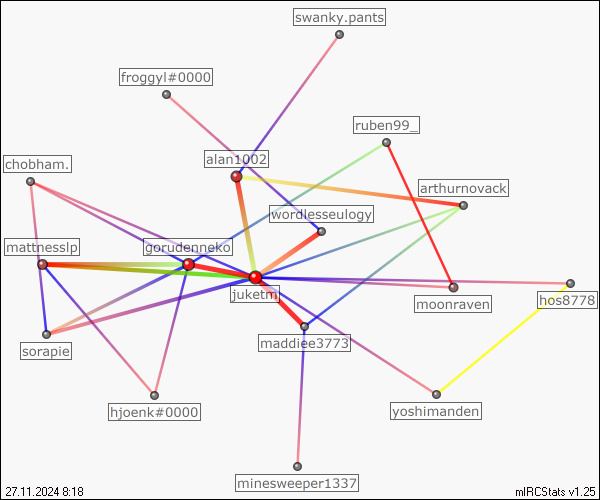 swanky.pants
froggyl#0000
ruben99_
alan1002
chobham.
arthurnovack
wordlesseulogy
mattnesslp
gorudenneko
juketm
moonraven
hos8778
maddiee3773
sorapie
hjoenk#0000
yoshimanden
minesweeper1337
27.11.2024 8:18
mIRCStats v1.25